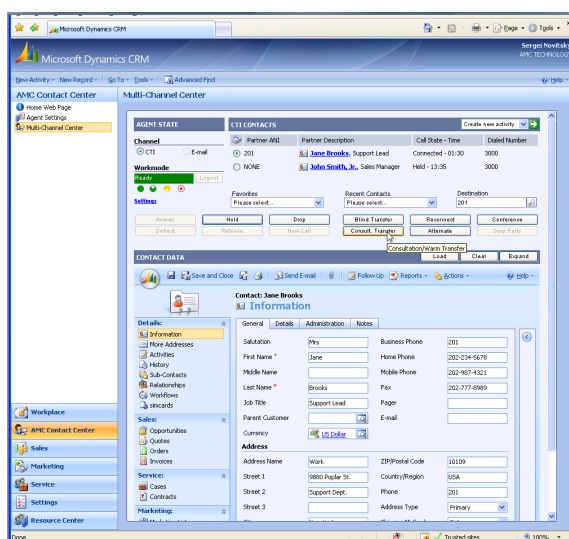 Microsoft Dynamics CRM
Page
Tools
Microsoft Dynamics CRM
Sergei Novitsky
AMC TECHNOLOG
New Activity New Record Go To Tools Advanced Find
Help
AMC Contact Center
Multi-Channel Center
Home Web Page
Agent Settings
Multi-Channel Center
AGENT STATE
Channel
CTI E-mail
Workmode
Ready Logout
Settings
CTI CONTACTS
Create new activity
Partner ANI Partner Description Call State - Time Dialed Number
201 Jane Brooks, Support Lead Connected - 01:30 3000
NONE John Smith, Jr., Sales Manager Held - 13:35 3000
Favorites Recent Contacts Destination
Please select... Please select... 201
Answer Hold Drop Blind Transfer Reconnect Conference
Deflect Retrieve New Call Consult. Transfer Alternate Drop Party
Consultation/Warm Transfer
CONTACT DATA
Load Clear Expand
Save and Close Send E-mail Follow Up Reports Actions Help
Contact: Jane Brooks
Information
Details:
Information
More Addresses
Activities
History
Sub-Contacts
Relationships
Workflows
simcards
Sales:
Opportunities
Quotes
Orders
Invoices
Service:
Cases
Contracts
Marketing:
General Details Administration Notes
Salutation Mrs Business Phone 201
First Name * Jane Home Phone 202-234-5678
Middle Name Mobile Phone 202-987-4321
Last Name * Brooks Fax 202-777-8989
Job Title Support Lead Pager
Parent Customer E-mail
Currency US Dollar
Address
Address Name Work ZIP/Postal Code 10109
Street 1 9880 Poplar St. Country/Region USA
Street 2 Support Dept. Phone 201
Street 3 Address Type Primary
Workplace
AMC Contact Center
Sales
Marketing
Service
Settings
Resource Center
Done
Trusted sites
100%